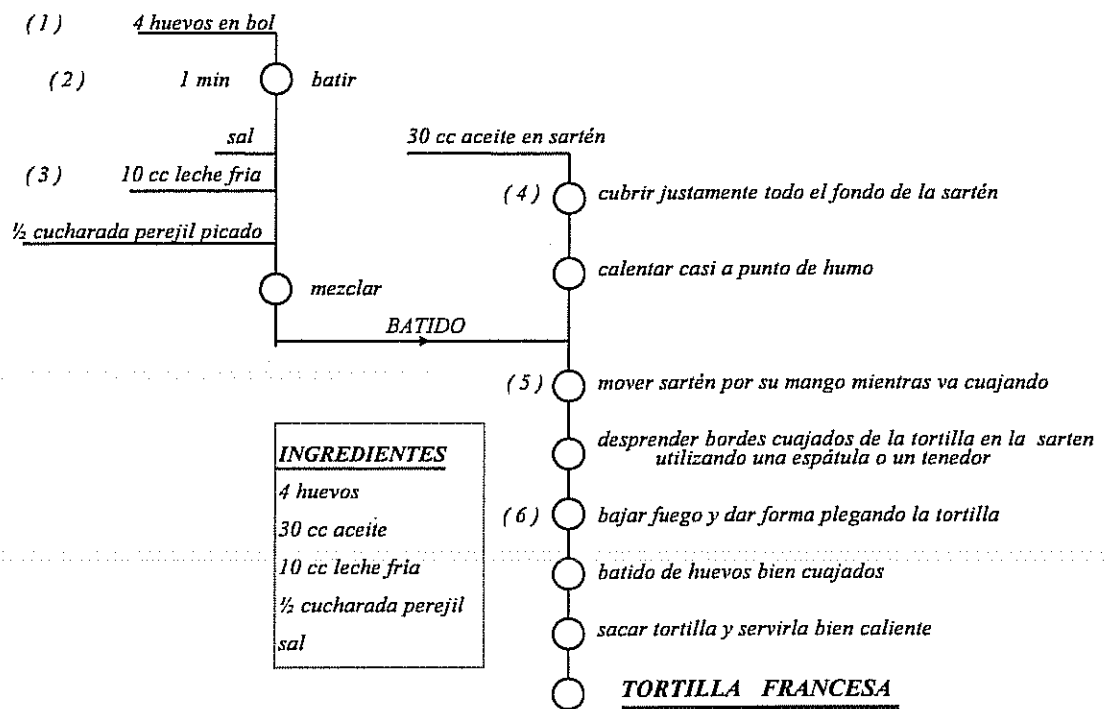 (1) 4 huevos en bol
(2) 1 min batir
sal
30 cc aceite en sartén
(3) 10 cc leche fria
(4) cubrir justamente todo el fondo de la sartén
½ cucharada perejil picado
calentar casi a punto de humo
mezclar
BATIDO
(5) mover sartén por su mango mientras va cuajando
desprender bordes cuajados de la tortilla en la sarten
utilizando una espátula o un tenedor
INGREDIENTES
4 huevos
30 cc aceite
10 cc leche fria
½ cucharada perejil
sal
(6) bajar fuego y dar forma plegando la tortilla
batido de huevos bien cuajados
sacar tortilla y servirla bien caliente
TORTILLA FRANCESA